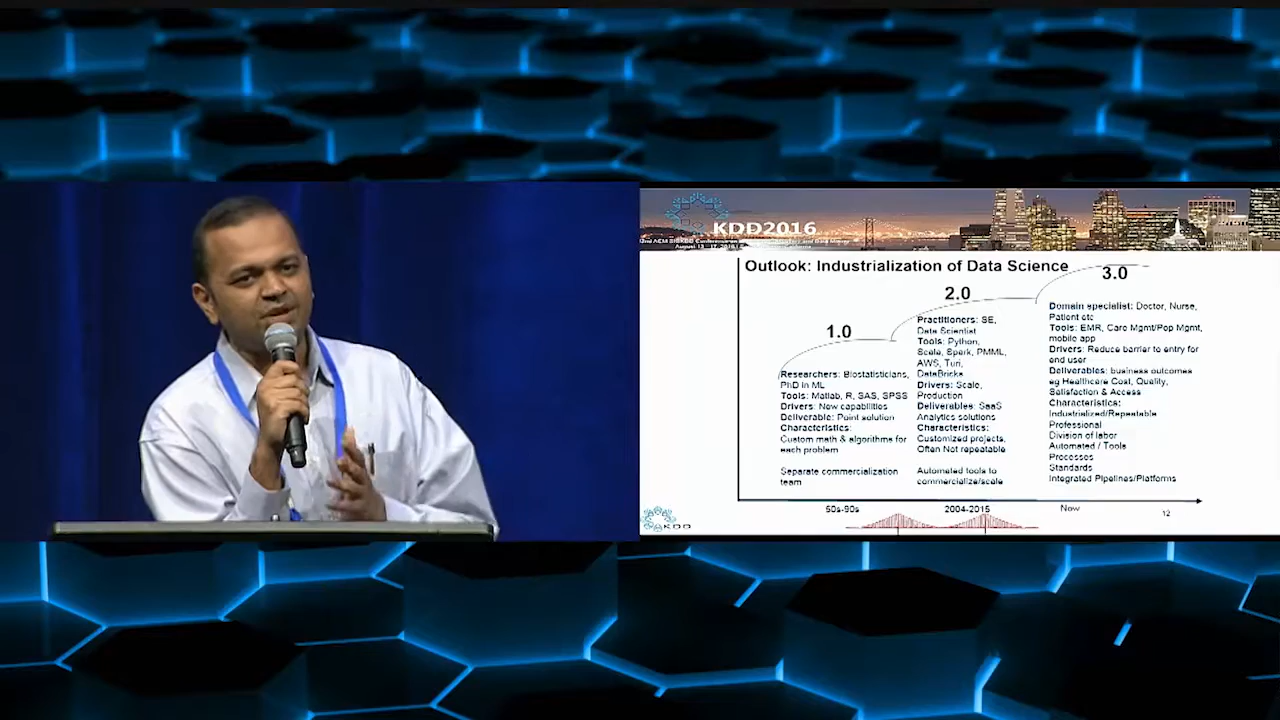 KDD2016
Outlook: Industrialization of Data Science
1.0
Researchers: Biostatisticians,
PhD in ML
Tools: Matlab, R, SAS, SPSS
Drivers: New capabilities
Deliverable: Point solution
Characteristics:
Custom math & algorithms for
each problem
Separate commercialization
team
2.0
Practitioners: SE,
Data Scientist
Tools: Python,
Scala, Spark, PMML,
AWS, Turi,
DataBricks
Drivers: Scale,
Production
Deliverables: SaaS
Analytics solutions
Characteristics:
Customized projects,
Often Not repeatable
Automated tools to
commercialize/scale
3.0
Domain specialist: Doctor, Nurse,
Patient etc
Tools: EMR, Care Mgmt/Pop Mgmt,
mobile app
Drivers: Reduce barrier to entry for
end user
Deliverables: business outcomes
eg Healthcare Cost, Quality,
Satisfaction & Access
Characteristics:
Industrialized/Repeatable
Professional
Division of labor
Automated / Tools
Processes
Standards
Integrated Pipelines/Platforms
60s-90s
2004-2015
Now
KDD
12